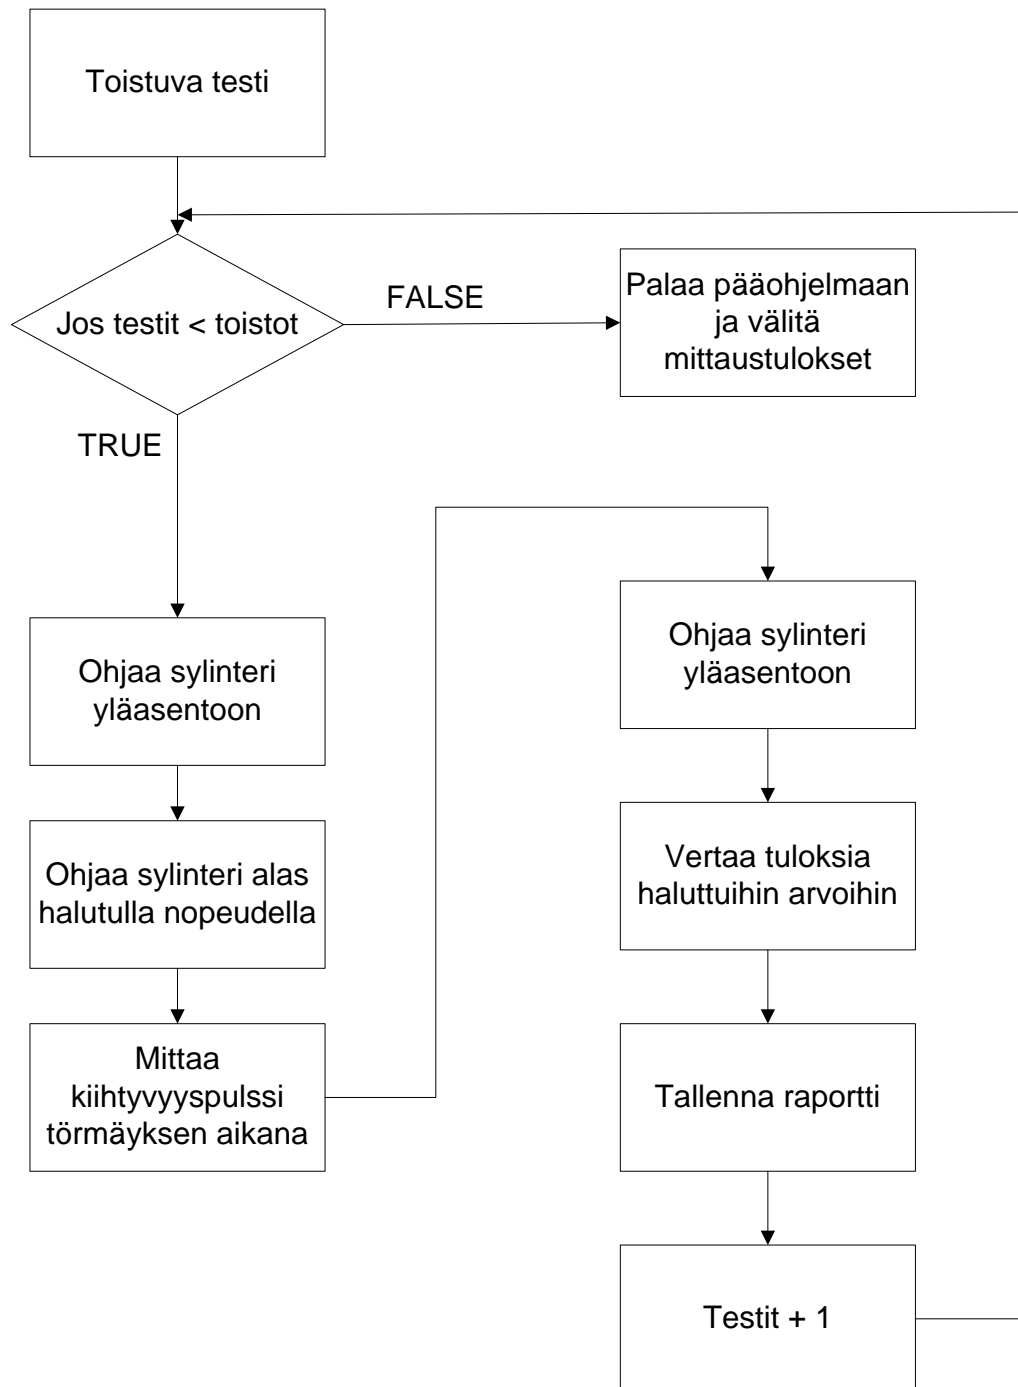 Toistuva testi
Jos testit < toistot
FALSE
Palaa pääohjelmaan
ja välitä
mittaustulokset
TRUE
Ohjaa sylinteri
yläasentoon
Ohjaa sylinteri alas
halutulla nopeudella
Mittaa
kiihtyvyyspulssi
törmäyksen aikana
Ohjaa sylinteri
yläasentoon
Vertaa tuloksia
haluttuihin arvoihin
Tallenna raportti
Testit + 1